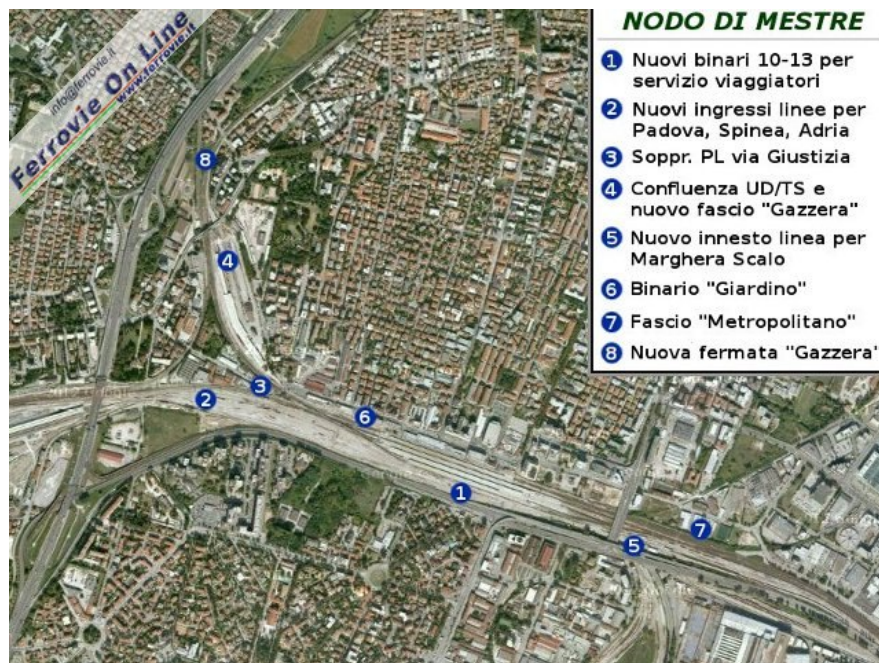 info@ferrovie.it
Ferrovie On Line
www.ferrovie.it
NODO DI MESTRE
1 Nuovi binari 10-13 per
servizio viaggiatori
2 Nuovi ingressi linee per
Padova, Spinea, Adria
3 Soppr. PL via Giustizia
4 Confluenza UD/TS e
nuovo fascio "Gazzera"
5 Nuovo innesto linea per
Marghera Scalo
6 Binario "Giardino"
7 Fascio "Metropolitano"
8 Nuova fermata "Gazzera"
8
4
3
2
6
1
7
5